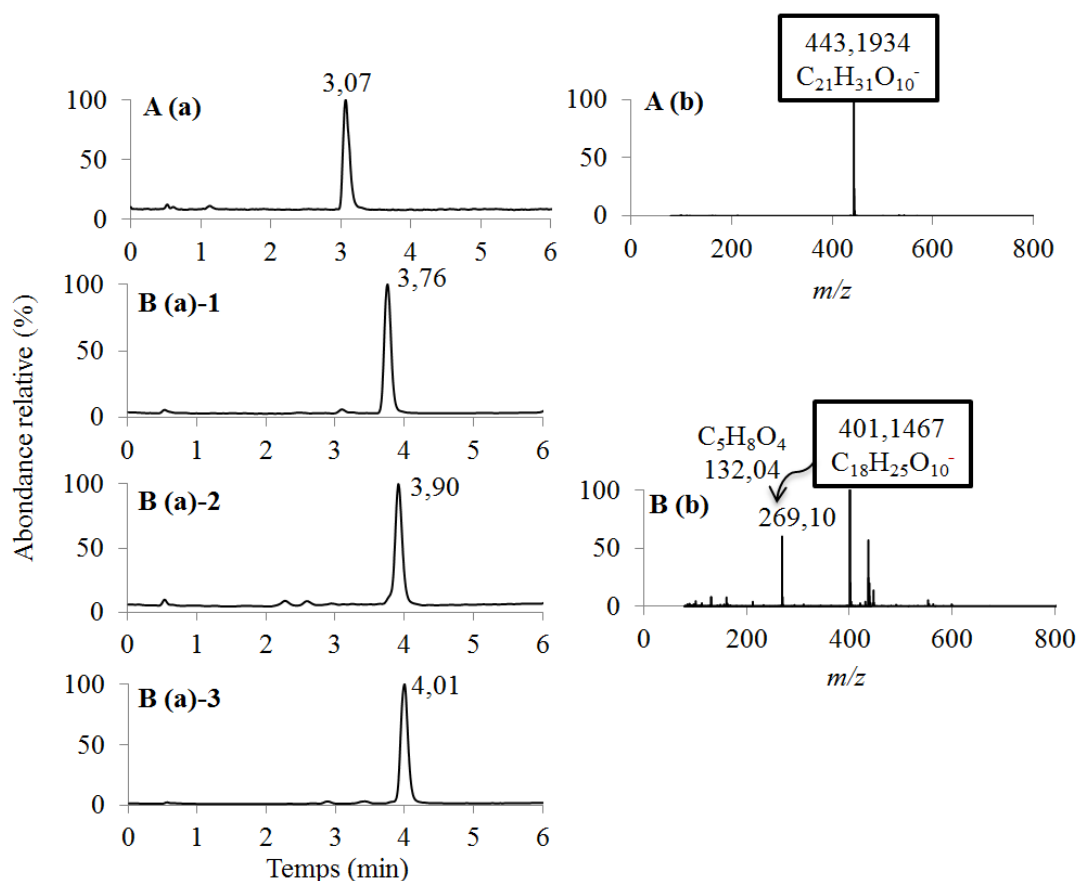 A (a)
3,07
100
50
0
0 1 2 3 4 5 6
A (b)
443,1934
C₂₁H₃₁O₁₀⁻
100
50
0
0 200 400 600 800
m/z
B (a)-1
3,76
100
50
0
0 1 2 3 4 5 6
B (a)-2
3,90
100
50
0
0 1 2 3 4 5 6
B (a)-3
4,01
100
50
0
0 1 2 3 4 5 6
Temps (min)
Abondance relative (%)
B (b)
C₅H₈O₄
132,04
401,1467
C₁₈H₂₅O₁₀⁻
269,10
100
50
0
0 200 400 600 800
m/z